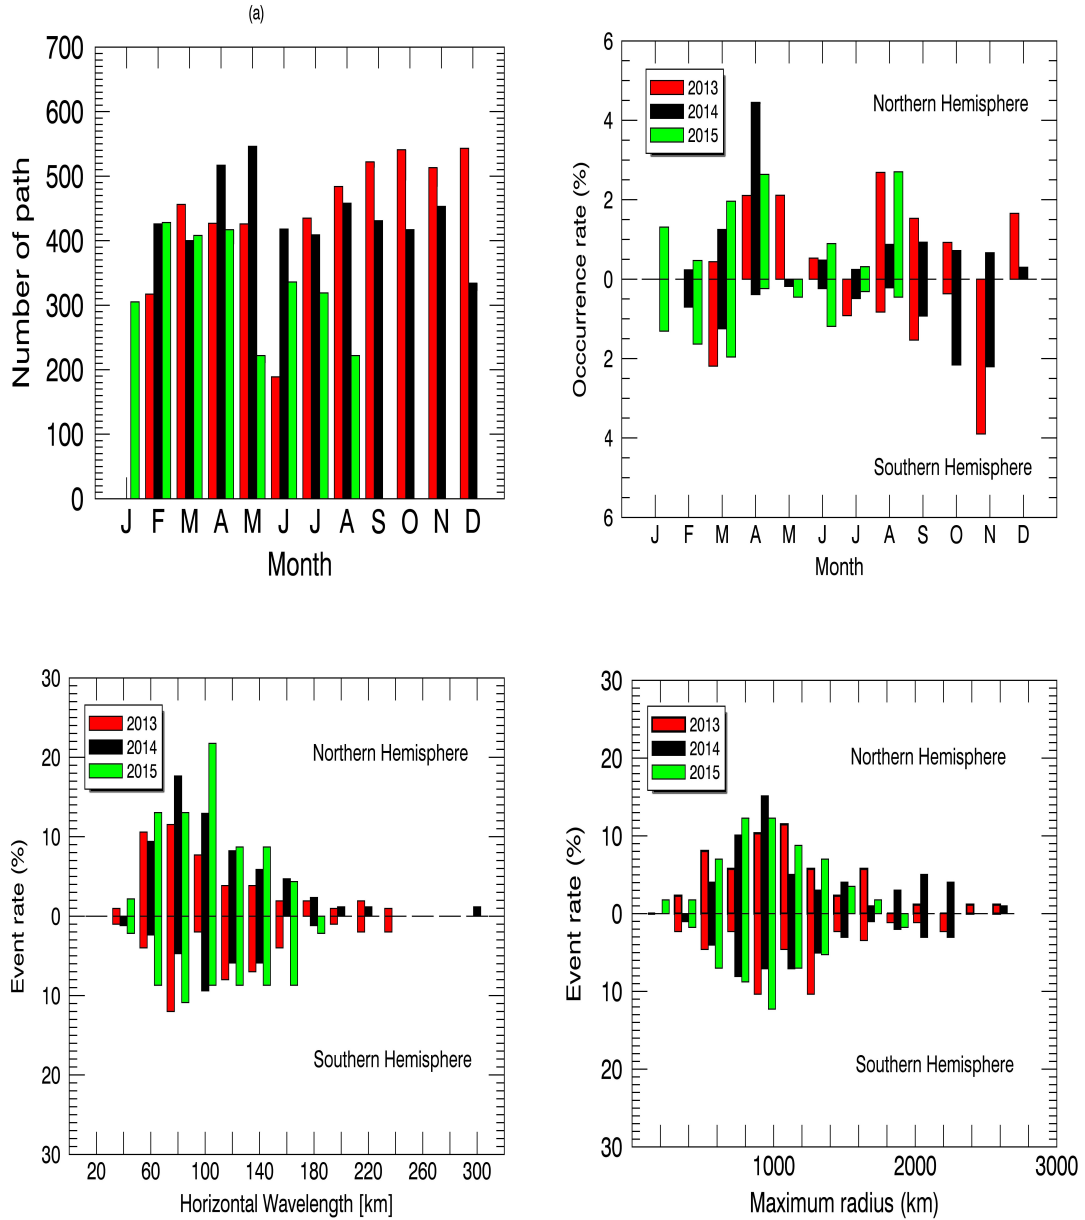 (a)
700
600
500
400
300
200
100
0
Number of path
J F M A M J J A S O N D
Month
6
4
2
0
2
4
6
Occcurrence rate (%)
2013
2014
2015
Northern Hemisphere
Southern Hemisphere
J F M A M J J A S O N D
Month
30
20
10
0
10
20
30
Event rate (%)
2013
2014
2015
Northern Hemisphere
Southern Hemisphere
20 60 100 140 180 220 260 300
Horizontal Wavelength [km]
30
20
10
0
10
20
30
Event rate (%)
2013
2014
2015
Northern Hemisphere
Southern Hemisphere
1000 2000 3000
Maximum radius (km)